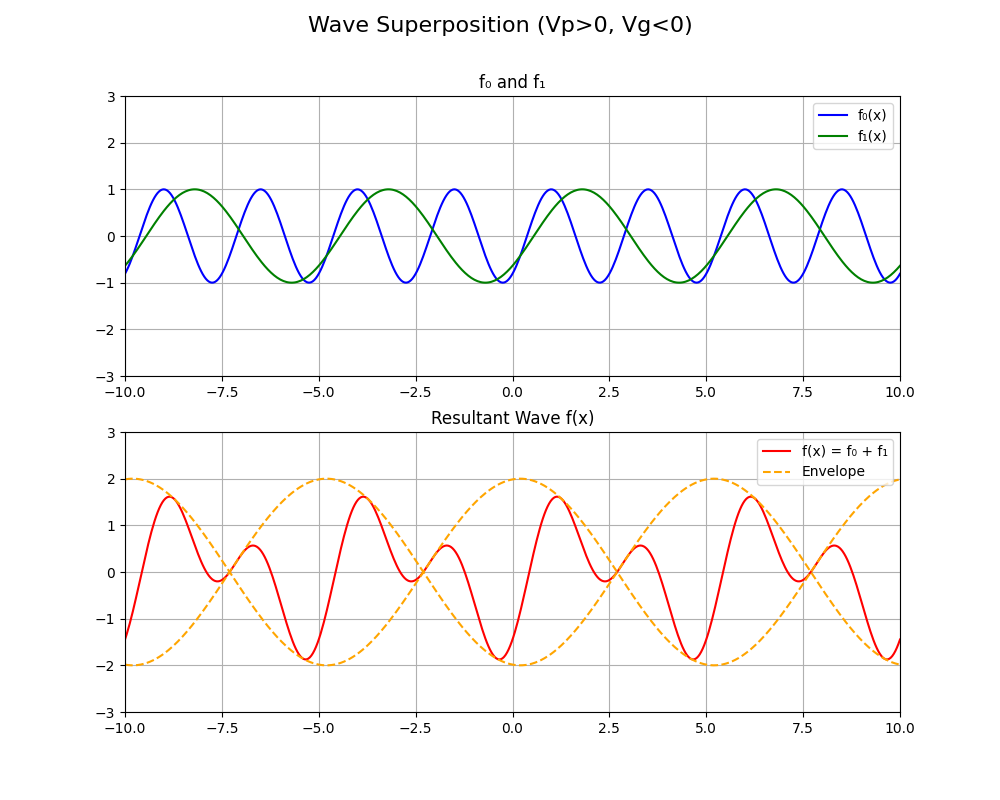 Wave Superposition (Vp>0, Vg<0)
f₀ and f₁
3
2
1
0
−1
−2
−3
f₀(x)
f₁(x)
−10.0 −7.5 −5.0 −2.5 0.0 2.5 5.0 7.5 10.0
Resultant Wave f(x)
3
2
1
0
−1
−2
−3
f(x) = f₀ + f₁
Envelope
−10.0 −7.5 −5.0 −2.5 0.0 2.5 5.0 7.5 10.0